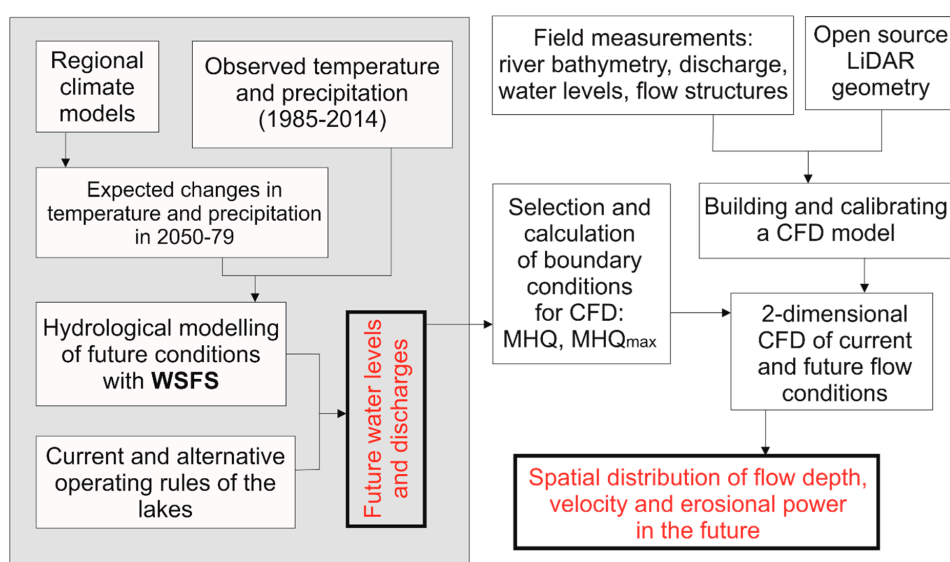 Regional
climate
models
Observed temperature
and precipitation
(1985-2014)
Expected changes in
temperature and precipitation
in 2050-79
Hydrological modelling
of future conditions
with WSFS
Current and alternative
operating rules of the
lakes
Future water levels
and discharges
Field measurements:
river bathymetry, discharge,
water levels, flow structures
Open source
LiDAR
geometry
Selection and
calculation
of boundary
conditions
for CFD:
MHQ, MHQmax
Building and calibrating
a CFD model
2-dimensional
CFD of current
and future flow
conditions
Spatial distribution of flow depth,
velocity and erosional power
in the future